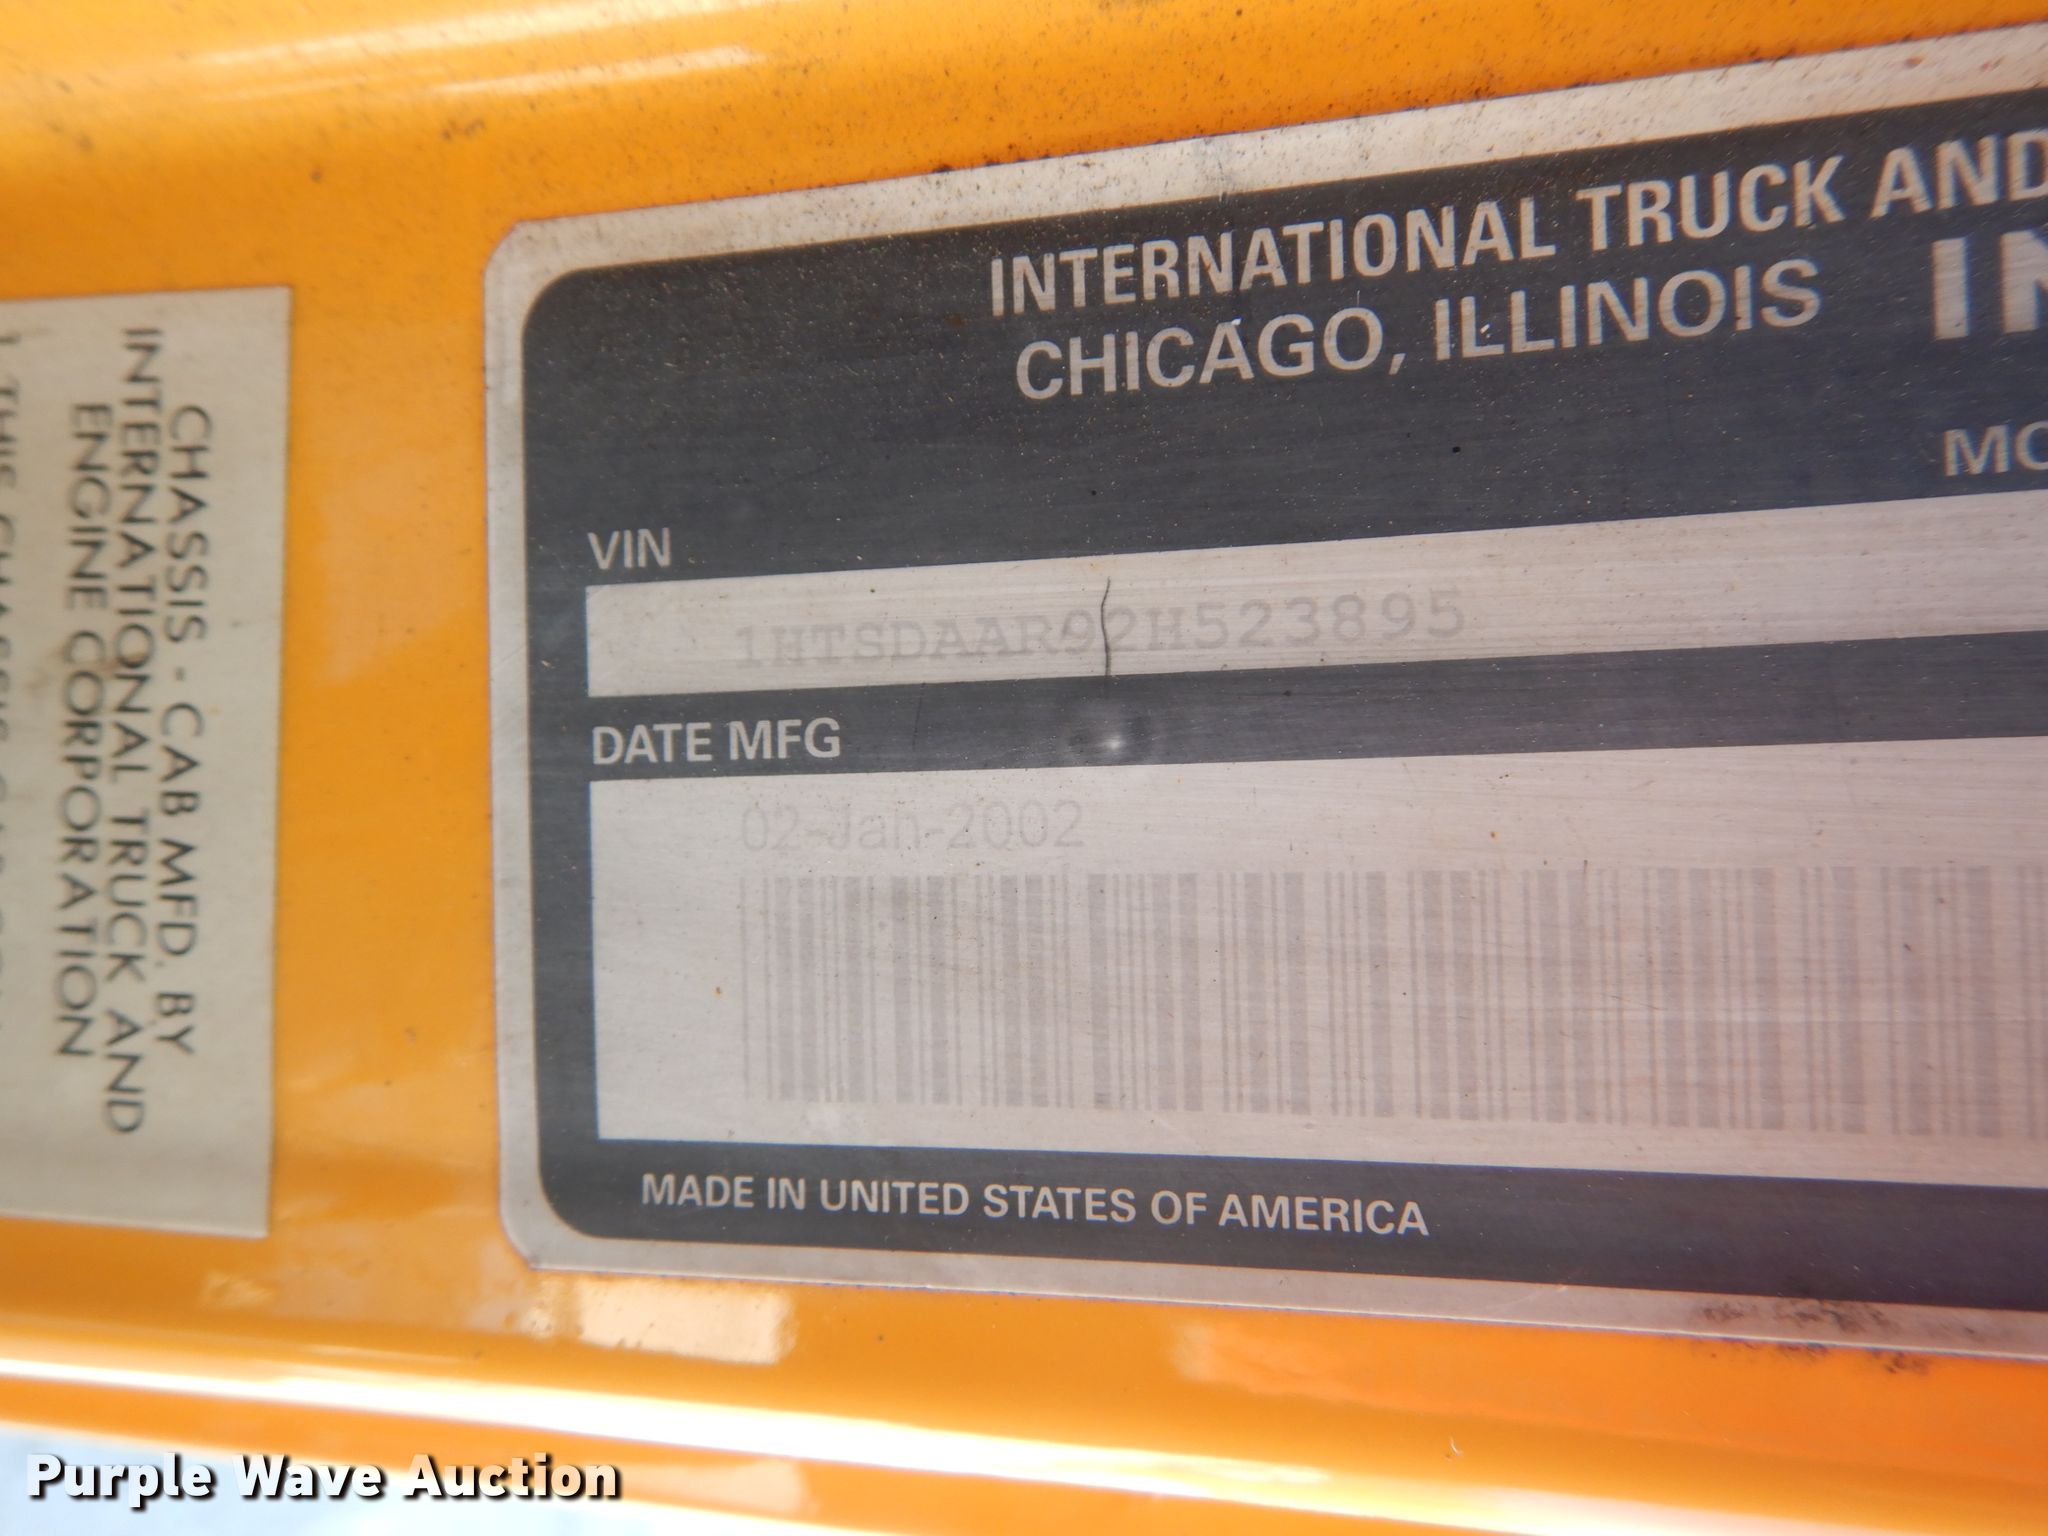 INTERNATIONAL TRUCK AND
CHICAGO, ILLINOIS
VIN
1HTSDAAR92H523895
DATE MFG
02-Jan-2002
MADE IN UNITED STATES OF AMERICA
CHASSIS - CAB MFD. BY
INTERNATIONAL TRUCK AND
ENGINE CORPORATION
Purple Wave Auction